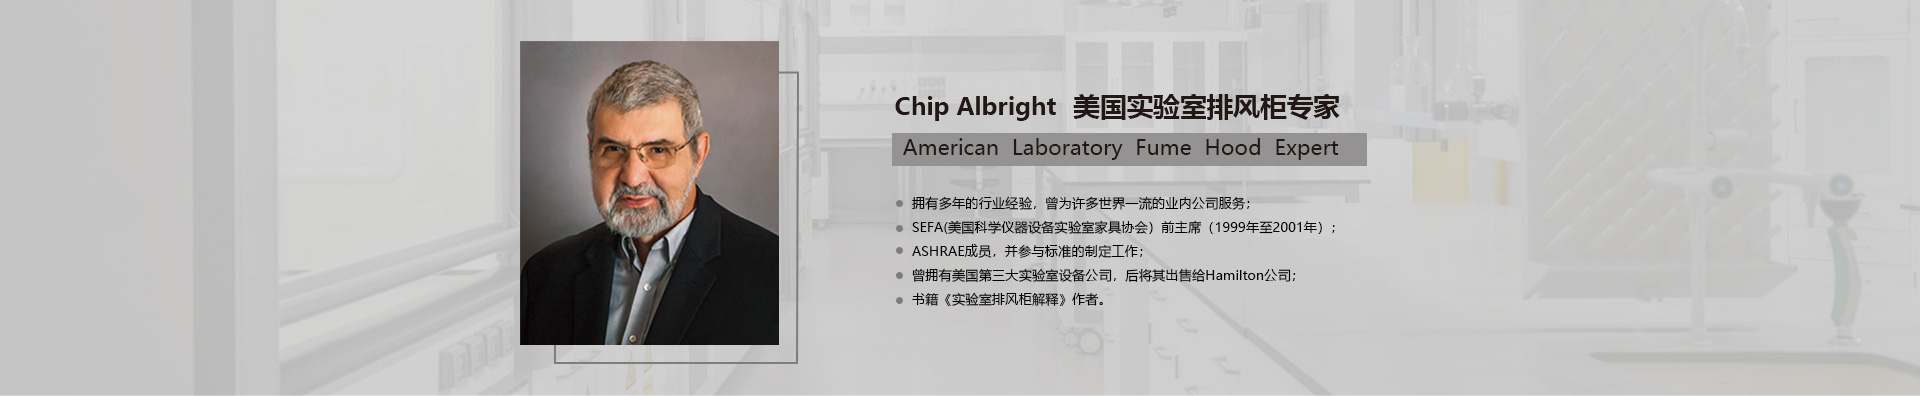 Chip Albright 美国实验室排风柜专家
American Laboratory Fume Hood Expert
拥有多年的行业经验，曾为许多世界一流的业内公司服务；
SEFA(美国科学仪器设备实验室家具协会）前主席（1999年至2001年）；
ASHRAE成员，并参与标准的制定工作；
曾拥有美国第三大实验室设备公司，后将其出售给Hamilton公司；
书籍《实验室排风柜解释》作者。